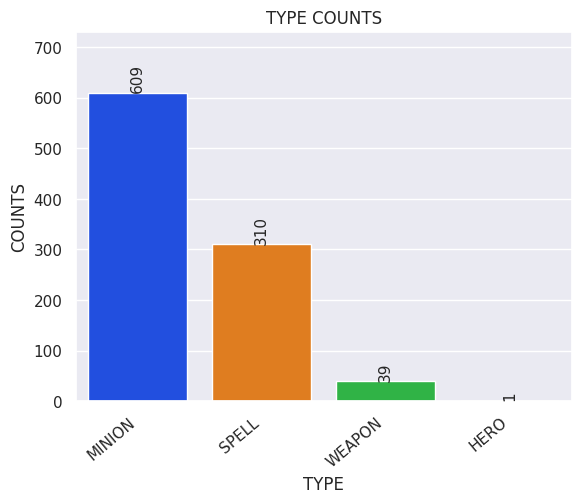 TYPE COUNTS
COUNTS
700
600
500
400
300
200
100
0
609
310
39
1
MINION
SPELL
WEAPON
HERO
TYPE